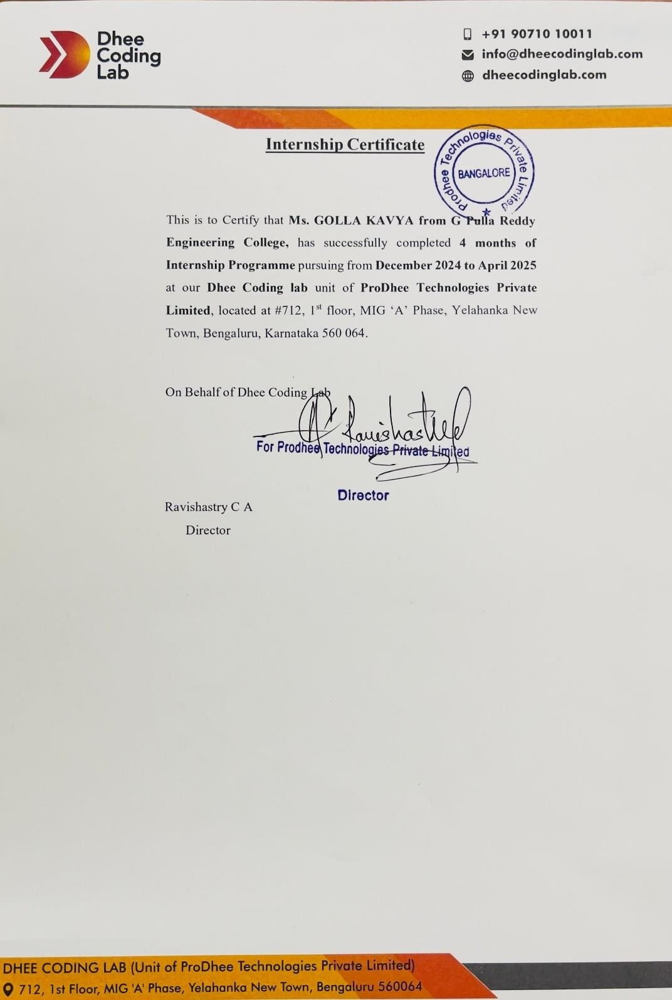 Dhee
Coding
Lab
+91 90710 10011
info@dheecodinglab.com
dheecodinglab.com
Internship Certificate
Prodhee Technologies Private Limited
BANGALORE
This is to Certify that Ms. GOLLA KAVYA from G Pulla Reddy
Engineering College, has successfully completed 4 months of
Internship Programme pursuing from December 2024 to April 2025
at our Dhee Coding lab unit of ProDhee Technologies Private
Limited, located at #712, 1st floor, MIG ‘A’ Phase, Yelahanka New
Town, Bengaluru, Karnataka 560 064.
On Behalf of Dhee Coding Lab
For Prodhee Technologies Private Limited
Director
Ravishastry C A
Director
DHEE CODING LAB (Unit of ProDhee Technologies Private Limited)
712, 1st Floor, MIG 'A' Phase, Yelahanka New Town, Bengaluru 560064